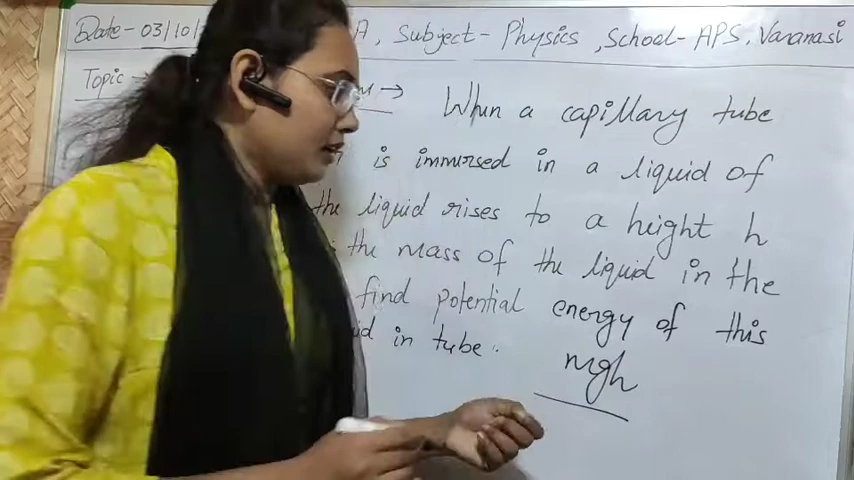 Date-03/10/ A, Subject- Physics, School-APS, Varanasi
Topic → When a capillary tube
is immersed in a liquid of
the liquid rises to a height h
the mass of the liquid in the
find potential energy of this
in tube.
mgh